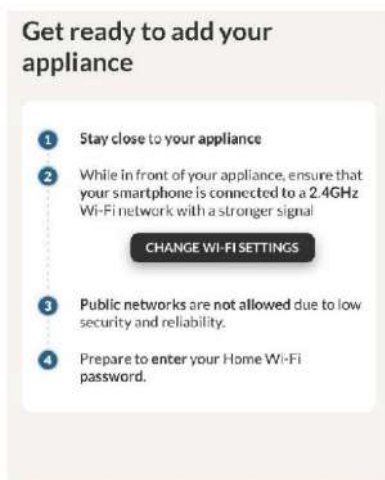 Get ready to add your
appliance
1 Stay close to your appliance
2 While in front of your appliance, ensure that
your smartphone is connected to a 2.4GHz
Wi-Fi network with a stronger signal
CHANGE WI-FI SETTINGS
3 Public networks are not allowed due to low
security and reliability.
4 Prepare to enter your Home Wi-Fi
password.